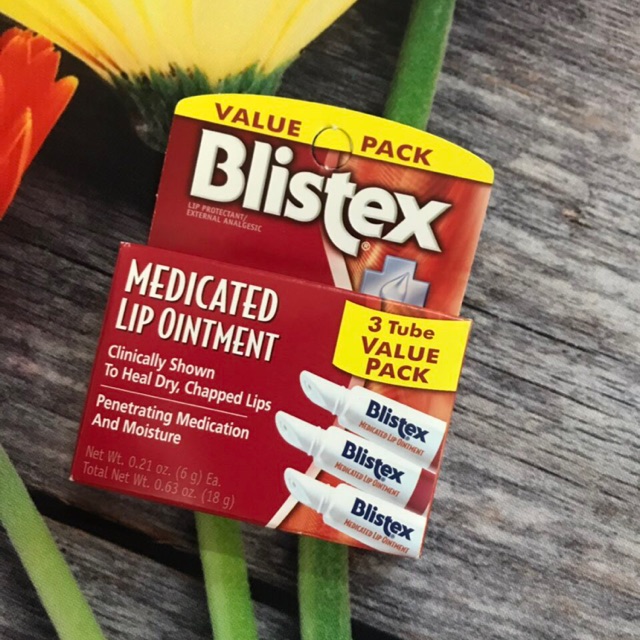 VALUE PACK
Blistex®
LIP PROTECTANT/
EXTERNAL ANALGESIC
MEDICATED
LIP OINTMENT
Clinically Shown
To Heal Dry, Chapped Lips
Penetrating Medication
And Moisture
Net Wt. 0.21 oz. (6 g) Ea.
Total Net Wt. 0.63 oz. (18 g)
3 Tube
VALUE
PACK
Blistex
MEDICATED LIP OINTMENT
Blistex
MEDICATED LIP OINTMENT
Blistex
MEDICATED LIP OINTMENT